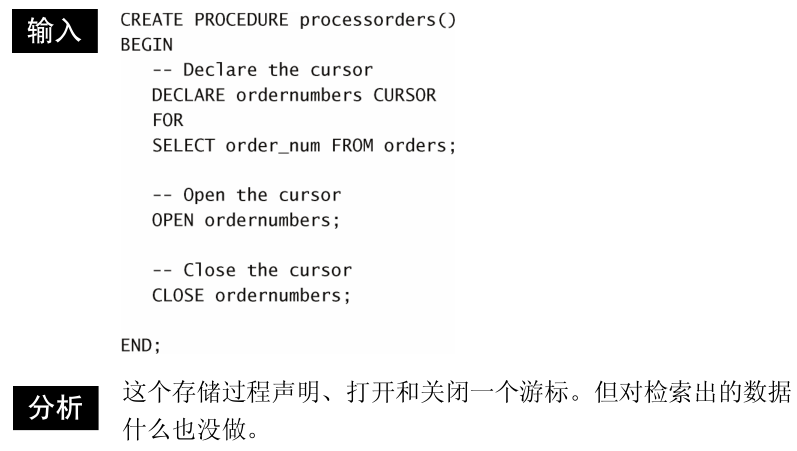 输入
CREATE PROCEDURE processorders()
BEGIN
   -- Declare the cursor
   DECLARE ordernumbers CURSOR
   FOR
   SELECT order_num FROM orders;

   -- Open the cursor
   OPEN ordernumbers;

   -- Close the cursor
   CLOSE ordernumbers;

END;
分析
这个存储过程声明、打开和关闭一个游标。但对检索出的数据
什么也没做。